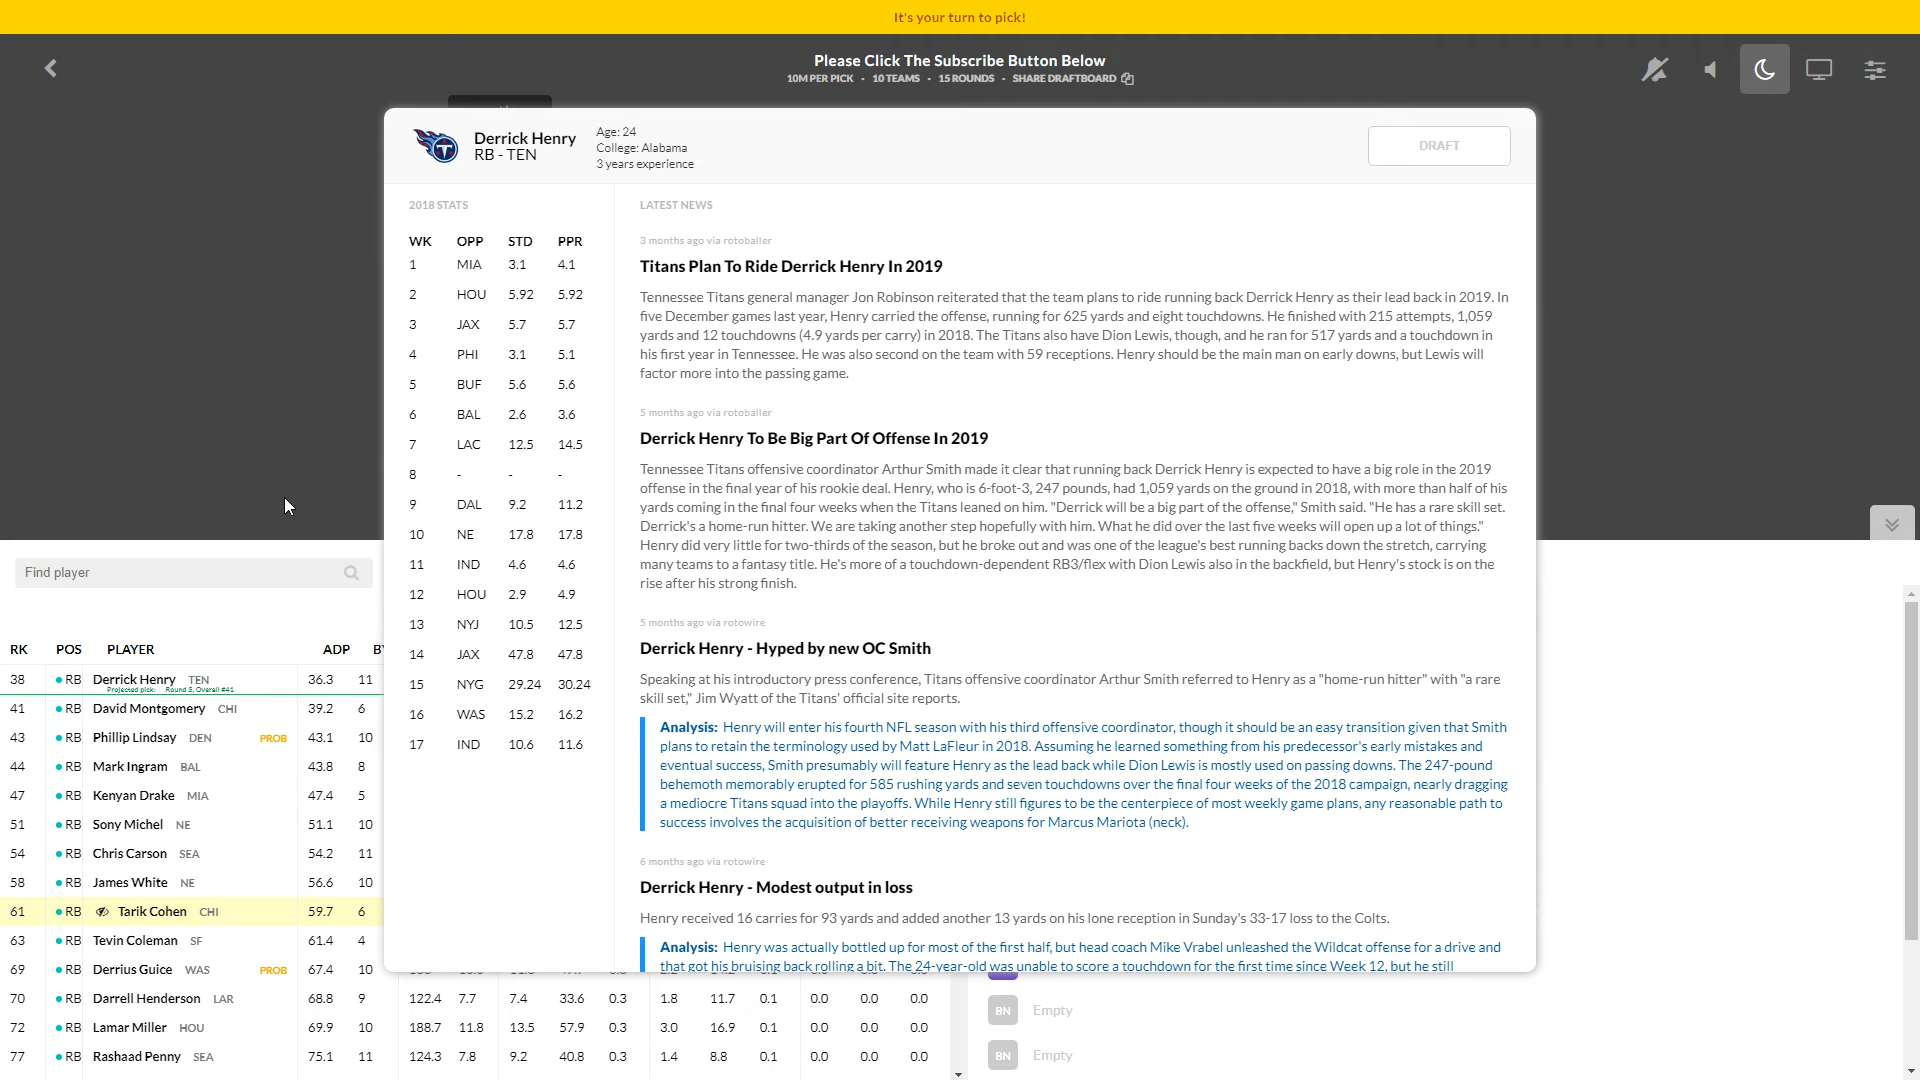 It's your turn to pick!
Please Click The Subscribe Button Below
10M PER PICK - 10 TEAMS - 15 ROUNDS - SHARE DRAFTBOARD
Derrick Henry
RB - TEN
Age: 24
College: Alabama
3 years experience
DRAFT
2018 STATS
WK OPP STD PPR
1 MIA 3.1 4.1
2 HOU 5.92 5.92
3 JAX 5.7 5.7
4 PHI 3.1 5.1
5 BUF 5.6 5.6
6 BAL 2.6 3.6
7 LAC 12.5 14.5
8 - - -
9 DAL 9.2 11.2
10 NE 17.8 17.8
11 IND 4.6 4.6
12 HOU 2.9 4.9
13 NYJ 10.5 12.5
14 JAX 47.8 47.8
15 NYG 29.24 30.24
16 WAS 15.2 16.2
17 IND 10.6 11.6
LATEST NEWS
3 months ago via rotoballer
Titans Plan To Ride Derrick Henry In 2019
Tennessee Titans general manager Jon Robinson reiterated that the team plans to ride running back Derrick Henry as their lead back in 2019. In
five December games last year, Henry carried the offense, running for 625 yards and eight touchdowns. He finished with 215 attempts, 1,059
yards and 12 touchdowns (4.9 yards per carry) in 2018. The Titans also have Dion Lewis, though, and he ran for 517 yards and a touchdown in
his first year in Tennessee. He was also second on the team with 59 receptions. Henry should be the main man on early downs, but Lewis will
factor more into the passing game.
5 months ago via rotoballer
Derrick Henry To Be Big Part Of Offense In 2019
Tennessee Titans offensive coordinator Arthur Smith made it clear that running back Derrick Henry is expected to have a big role in the 2019
offense in the final year of his rookie deal. Henry, who is 6-foot-3, 247 pounds, had 1,059 yards on the ground in 2018, with more than half of his
yards coming in the final four weeks when the Titans leaned on him. "Derrick will be a big part of the offense," Smith said. "He has a rare skill set.
Derrick's a home-run hitter. We are taking another step hopefully with him. What he did over the last five weeks will open up a lot of things."
Henry did very little for two-thirds of the season, but he broke out and was one of the league's best running backs down the stretch, carrying
many teams to a fantasy title. He's more of a touchdown-dependent RB3/flex with Dion Lewis also in the backfield, but Henry's stock is on the
rise after his strong finish.
5 months ago via rotowire
Derrick Henry - Hyped by new OC Smith
Speaking at his introductory press conference, Titans offensive coordinator Arthur Smith referred to Henry as a "home-run hitter" with "a rare
skill set," Jim Wyatt of the Titans' official site reports.
Analysis: Henry will enter his fourth NFL season with his third offensive coordinator, though it should be an easy transition given that Smith
plans to retain the terminology used by Matt LaFleur in 2018. Assuming he learned something from his predecessor's early mistakes and
eventual success, Smith presumably will feature Henry as the lead back while Dion Lewis is mostly used on passing downs. The 247-pound
behemoth memorably erupted for 585 rushing yards and seven touchdowns over the final four weeks of the 2018 campaign, nearly dragging
a mediocre Titans squad into the playoffs. While Henry still figures to be the centerpiece of most weekly game plans, any reasonable path to
success involves the acquisition of better receiving weapons for Marcus Mariota (neck).
6 months ago via rotowire
Derrick Henry - Modest output in loss
Henry received 16 carries for 93 yards and added another 13 yards on his lone reception in Sunday's 33-17 loss to the Colts.
Analysis: Henry was actually bottled up for most of the first half, but head coach Mike Vrabel unleashed the Wildcat offense for a drive and
that got his bruising back rolling a bit. The 24-year-old was unable to score a touchdown for the first time since Week 12, but he still
Find player
RK POS PLAYER ADP
38 RB Derrick Henry TEN 36.3 11
Projected pick: Round 5, Overall #41
41 RB David Montgomery CHI 39.2 6
43 RB Phillip Lindsay DEN PROB 43.1 10
44 RB Mark Ingram BAL 43.8 8
47 RB Kenyan Drake MIA 47.4 5
51 RB Sony Michel NE 51.1 10
54 RB Chris Carson SEA 54.2 11
58 RB James White NE 56.6 10
61 RB Tarik Cohen CHI 59.7 6
63 RB Tevin Coleman SF 61.4 4
69 RB Derrius Guice WAS PROB 67.4 10
70 RB Darrell Henderson LAR 68.8 9 122.4 7.7 7.4 33.6 0.3 1.8 11.7 0.1 0.0 0.0 0.0
72 RB Lamar Miller HOU 69.9 10 188.7 11.8 13.5 57.9 0.3 3.0 16.9 0.1 0.0 0.0 0.0
77 RB Rashaad Penny SEA 75.1 11 124.3 7.8 9.2 40.8 0.3 1.4 8.8 0.1 0.0 0.0 0.0
BN Empty
BN Empty